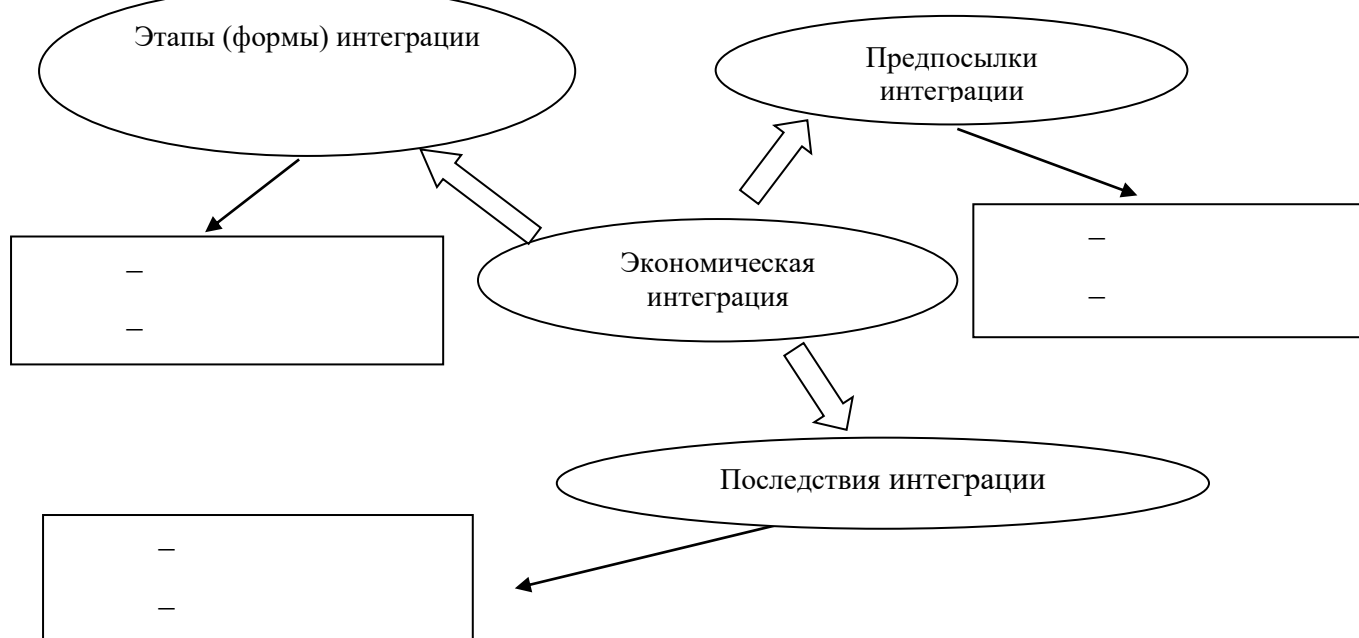 Этапы (формы) интеграции
Предпосылки
интеграции
–
–
Экономическая
интеграция
–
–
Последствия интеграции
–
–